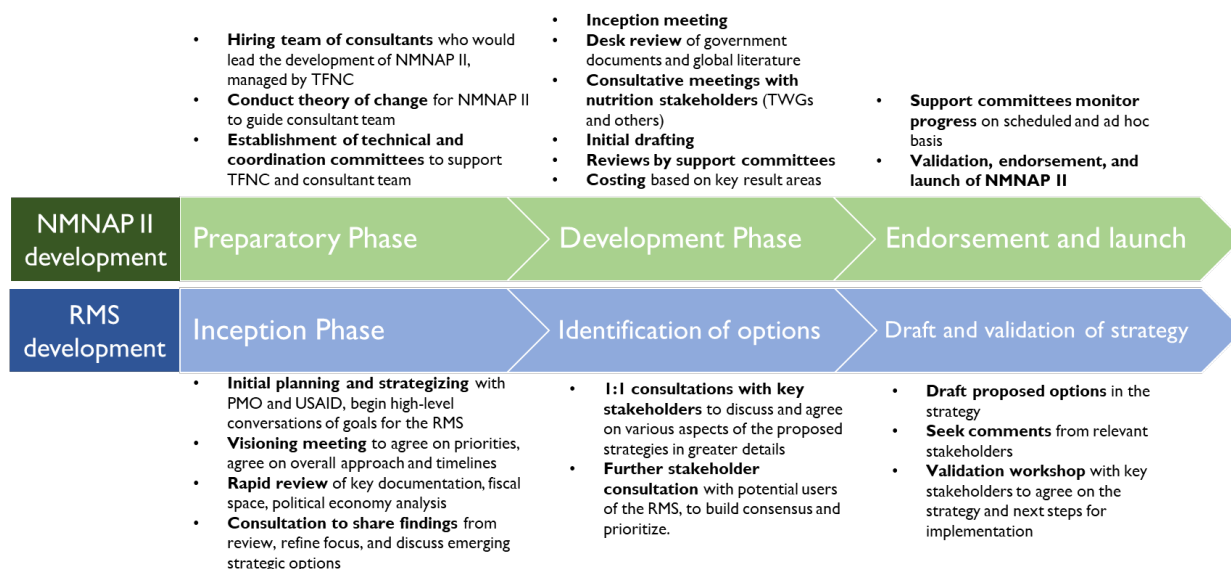 • Hiring team of consultants who would
lead the development of NMNAP II,
managed by TFNC
• Conduct theory of change for NMNAP II
to guide consultant team
• Establishment of technical and
coordination committees to support
TFNC and consultant team
• Inception meeting
• Desk review of government
documents and global literature
• Consultative meetings with
nutrition stakeholders (TWGs
and others)
• Initial drafting
• Reviews by support committees
• Costing based on key result areas
• Support committees monitor
progress on scheduled and ad hoc
basis
• Validation, endorsement, and
launch of NMNAP II
NMNAP II
development
Preparatory Phase
Development Phase
Endorsement and launch
RMS
development
Inception Phase
Identification of options
Draft and validation of strategy
• Initial planning and strategizing with
PMO and USAID, begin high-level
conversations of goals for the RMS
• Visioning meeting to agree on priorities,
agree on overall approach and timelines
• Rapid review of key documentation, fiscal
space, political economy analysis
• Consultation to share findings from
review, refine focus, and discuss emerging
strategic options
• 1:1 consultations with key
stakeholders to discuss and agree
on various aspects of the proposed
strategies in greater details
• Further stakeholder
consultation with potential users
of the RMS, to build consensus and
prioritize.
• Draft proposed options in the
strategy
• Seek comments from relevant
stakeholders
• Validation workshop with key
stakeholders to agree on the
strategy and next steps for
implementation